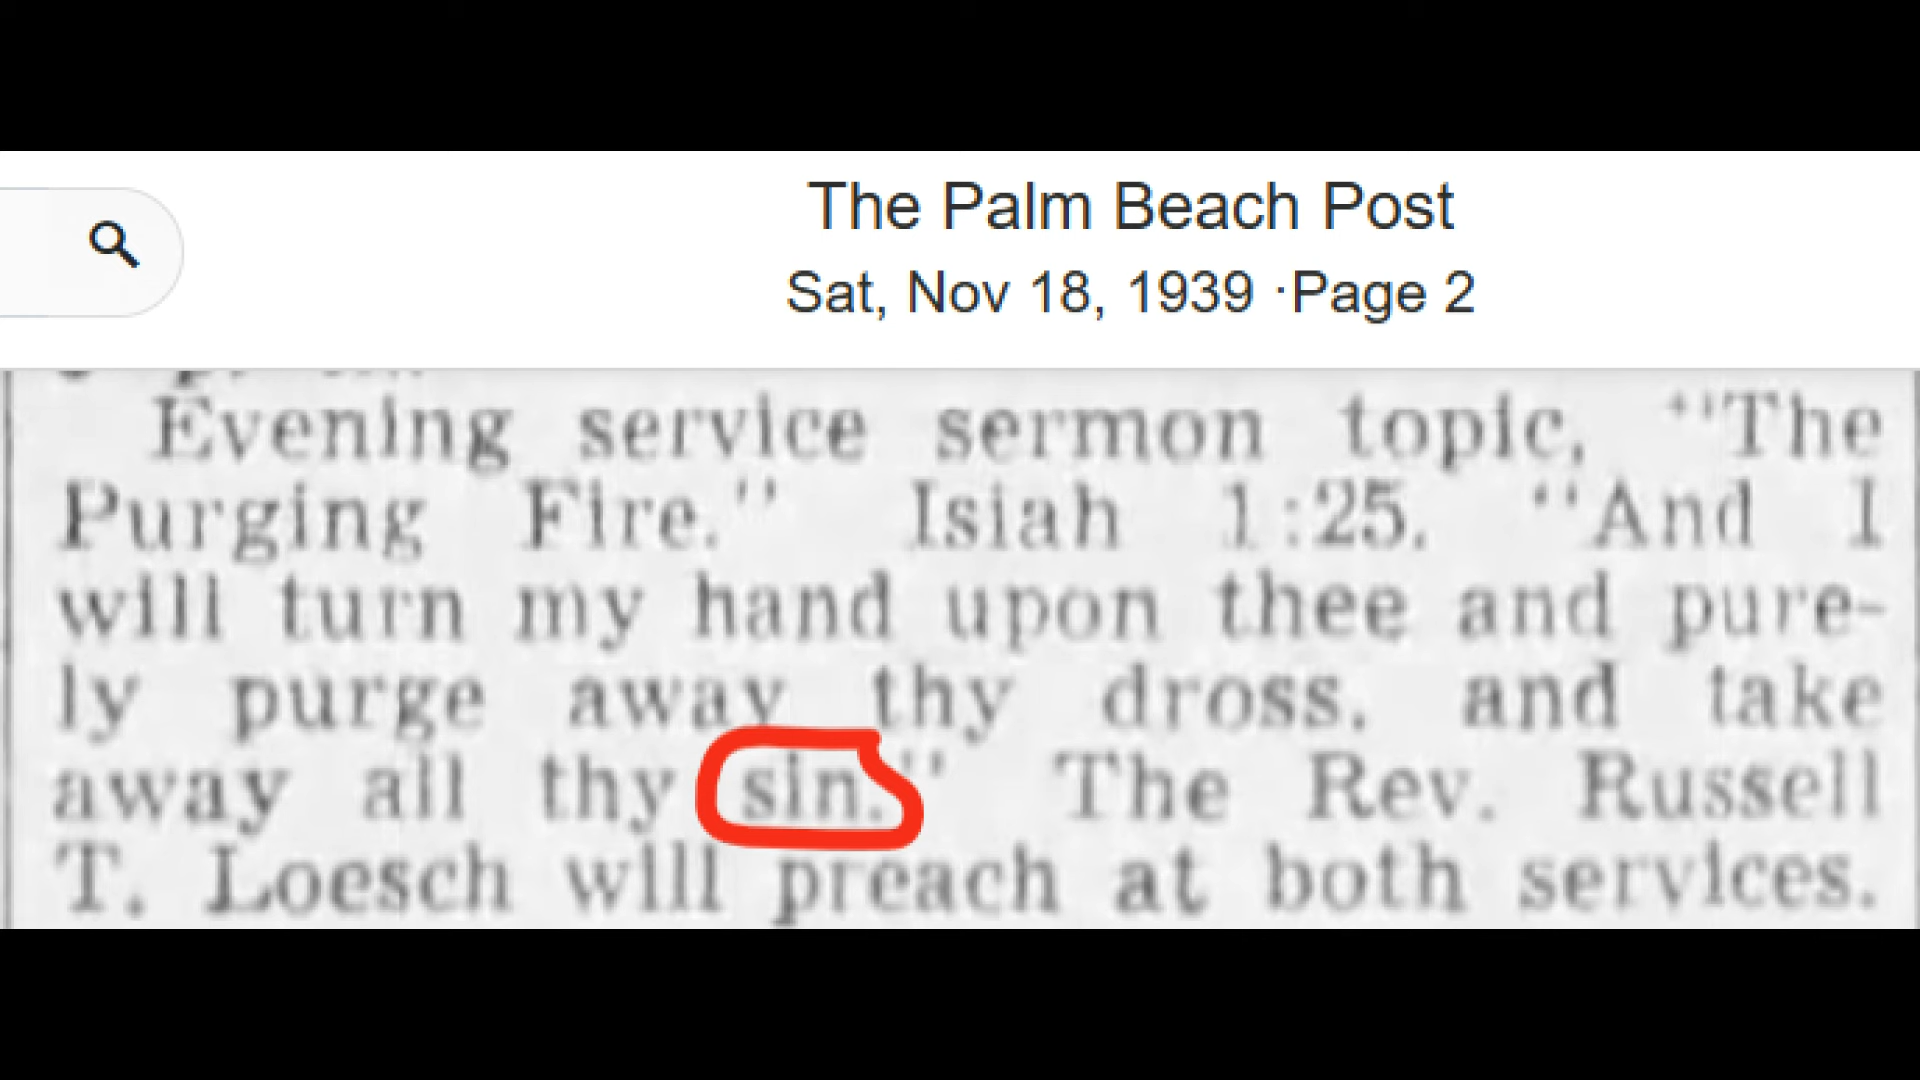 The Palm Beach Post
Sat, Nov 18, 1939 ·Page 2
Evening service sermon topic, "The
Purging Fire." Isiah 1:25. "And I
will turn my hand upon thee and pure-
ly purge away thy dross, and take
away all thy sin." The Rev. Russell
T. Loesch will preach at both services.